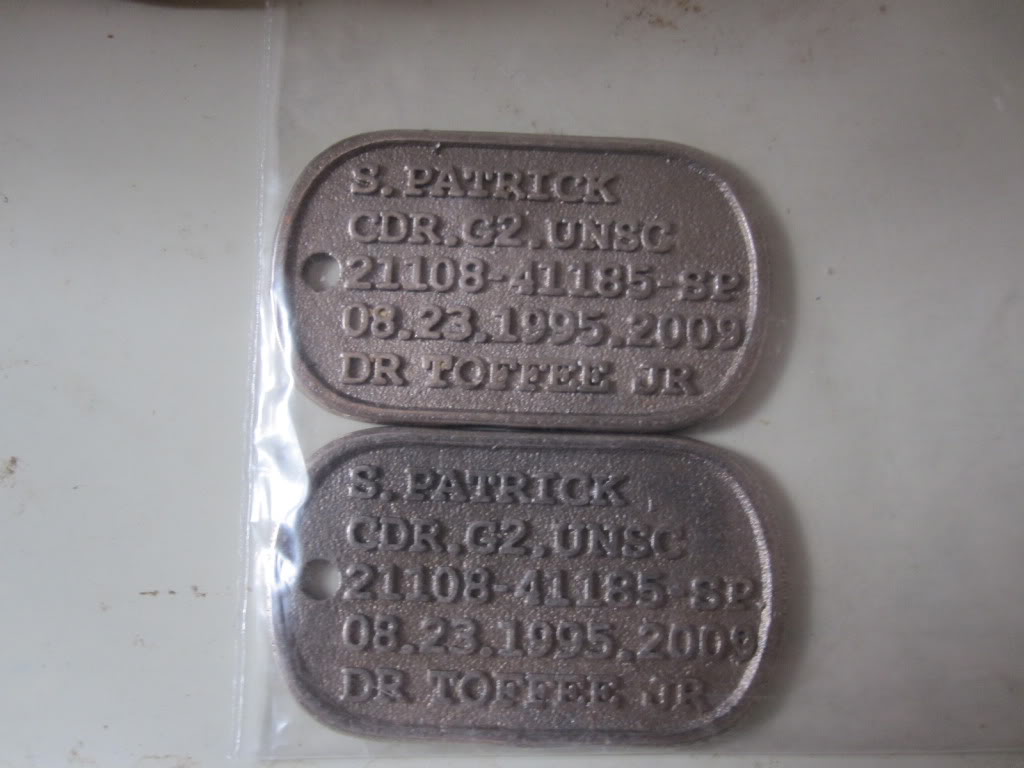 S. PATRICK
CDR. G2. UNSC
21108-41185-SP
08.23.1995.2009
DR TOFFEE JR
S. PATRICK
CDR. G2. UNSC
21108-41185-SP
08.23.1995.2009
DR TOFFEE JR